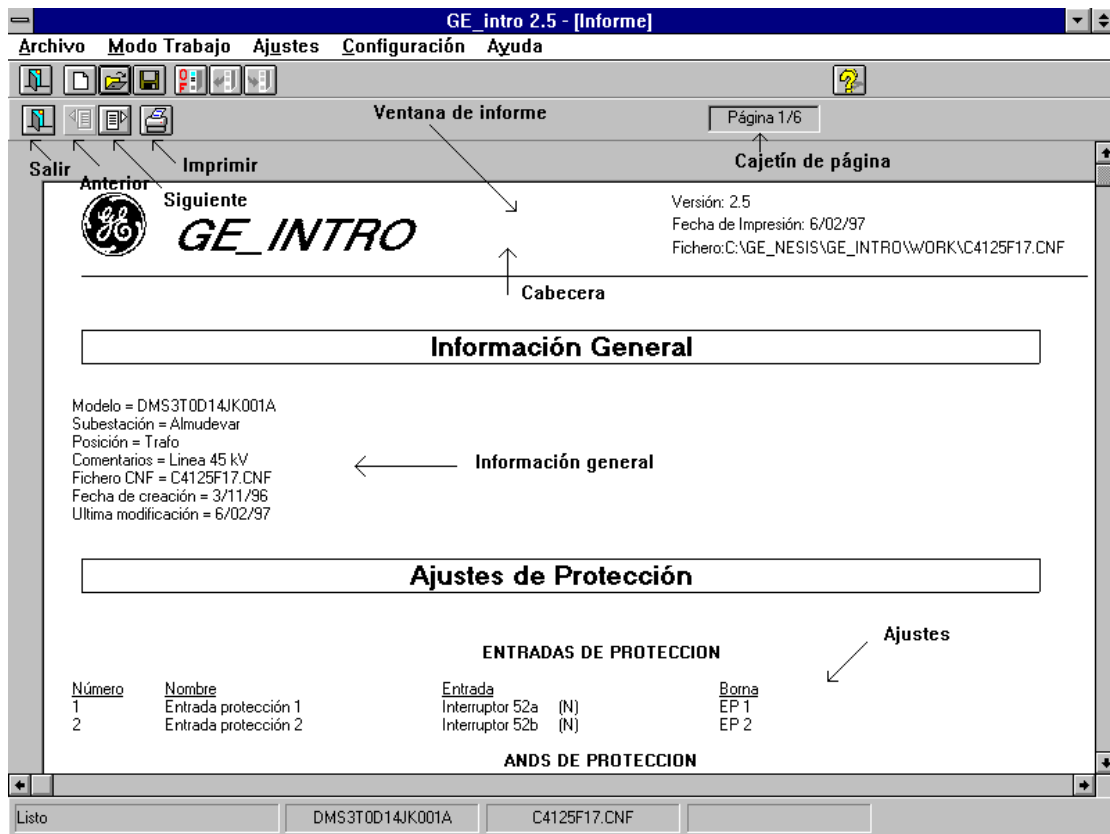 GE_intro 2.5 - [Informe]
Archivo Modo Trabajo Ajustes Configuración Ayuda
Ventana de informe
Página 1/6
Salir
Anterior
Siguiente
Imprimir
Cajetín de página
GE_INTRO
Versión: 2.5
Fecha de Impresión: 6/02/97
Fichero:C:\GE_NESIS\GE_INTRO\WORK\C4125F17.CNF
Cabecera
Información General
Modelo = DMS3T0D14JK001A
Subestación = Almudevar
Posición = Trafo
Comentarios = Linea 45 kV
Fichero CNF = C4125F17.CNF
Fecha de creación = 3/11/96
Ultima modificación = 6/02/97
Información general
Ajustes de Protección
Ajustes
ENTRADAS DE PROTECCION
Número Nombre Entrada Borna
1 Entrada protección 1 Interruptor 52a (N) EP 1
2 Entrada protección 2 Interruptor 52b (N) EP 2
ANDS DE PROTECCION
Listo DMS3T0D14JK001A C4125F17.CNF